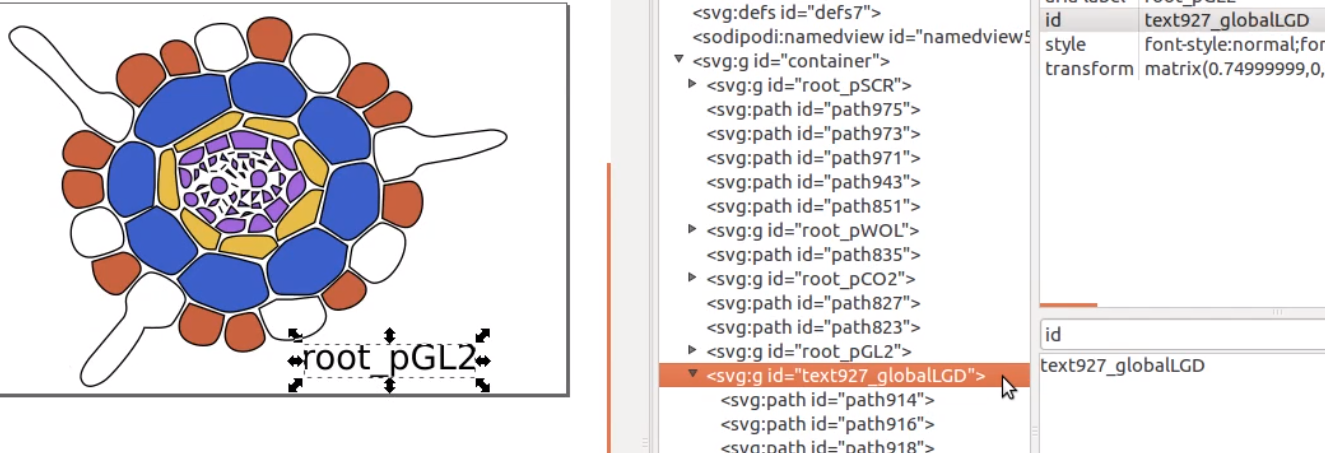 root_pGL2
<svg:defs id="defs7">
<sodipodi:namedview id="namedview5
<svg:g id="container">
<svg:g id="root_pSCR">
<svg:path id="path975">
<svg:path id="path973">
<svg:path id="path971">
<svg:path id="path943">
<svg:path id="path851">
<svg:g id="root_pWOL">
<svg:path id="path835">
<svg:g id="root_pCO2">
<svg:path id="path827">
<svg:path id="path823">
<svg:g id="root_pGL2">
<svg:g id="text927_globalLGD">
<svg:path id="path914">
<svg:path id="path916">
<svg:path id="path918">
id text927_globalLGD
style font-style:normal;for
transform matrix(0.74999999,0,
id
text927_globalLGD